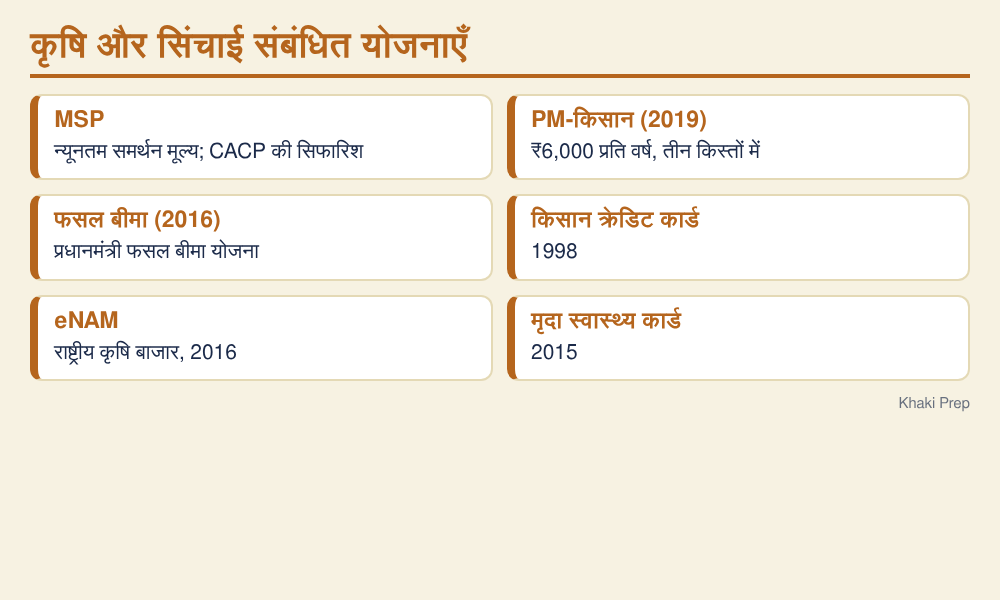 कृषि और सिंचाई संबंधित योजनाएँ
MSP
न्यूनतम समर्थन मूल्य; CACP की सिफारिश
PM-किसान (2019)
₹6,000 प्रति वर्ष, तीन किस्तों में
फसल बीमा (2016)
प्रधानमंत्री फसल बीमा योजना
किसान क्रेडिट कार्ड
1998
eNAM
राष्ट्रीय कृषि बाजार, 2016
मृदा स्वास्थ्य कार्ड
2015
Khaki Prep